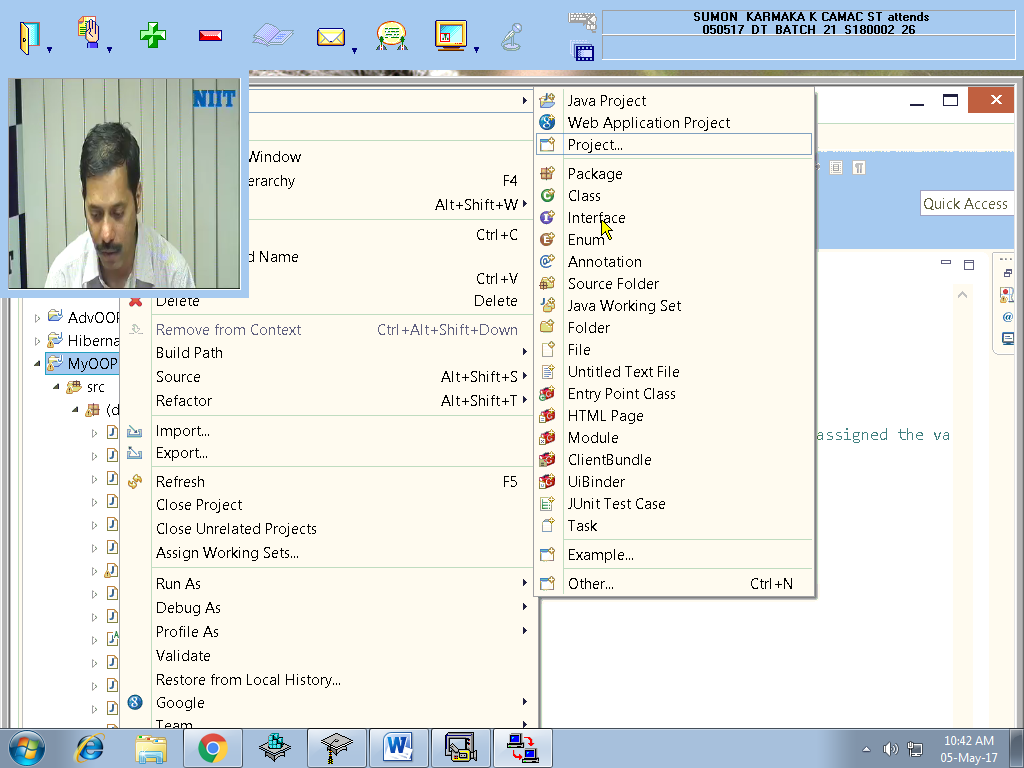 SUMON KARMAKA K CAMAC ST attends
050517 DT BATCH 21 S180002 26
NIIT
Window
erarchy F4
Alt+Shift+W
Ctrl+C
d Name
Ctrl+V
Delete Delete
Remove from Context Ctrl+Alt+Shift+Down
Build Path
Source Alt+Shift+S
Refactor Alt+Shift+T
Import...
Export...
Refresh F5
Close Project
Close Unrelated Projects
Assign Working Sets...
Run As
Debug As
Profile As
Validate
Restore from Local History...
Google
Team
Java Project
Web Application Project
Project...
Package
Class
Interface
Enum
Annotation
Source Folder
Java Working Set
Folder
File
Untitled Text File
Entry Point Class
HTML Page
Module
ClientBundle
UiBinder
JUnit Test Case
Task
Example...
Other... Ctrl+N
Quick Access
AdvOOP
Hiberna
MyOOP
src
(d
assigned the va
10:42 AM
05-May-17